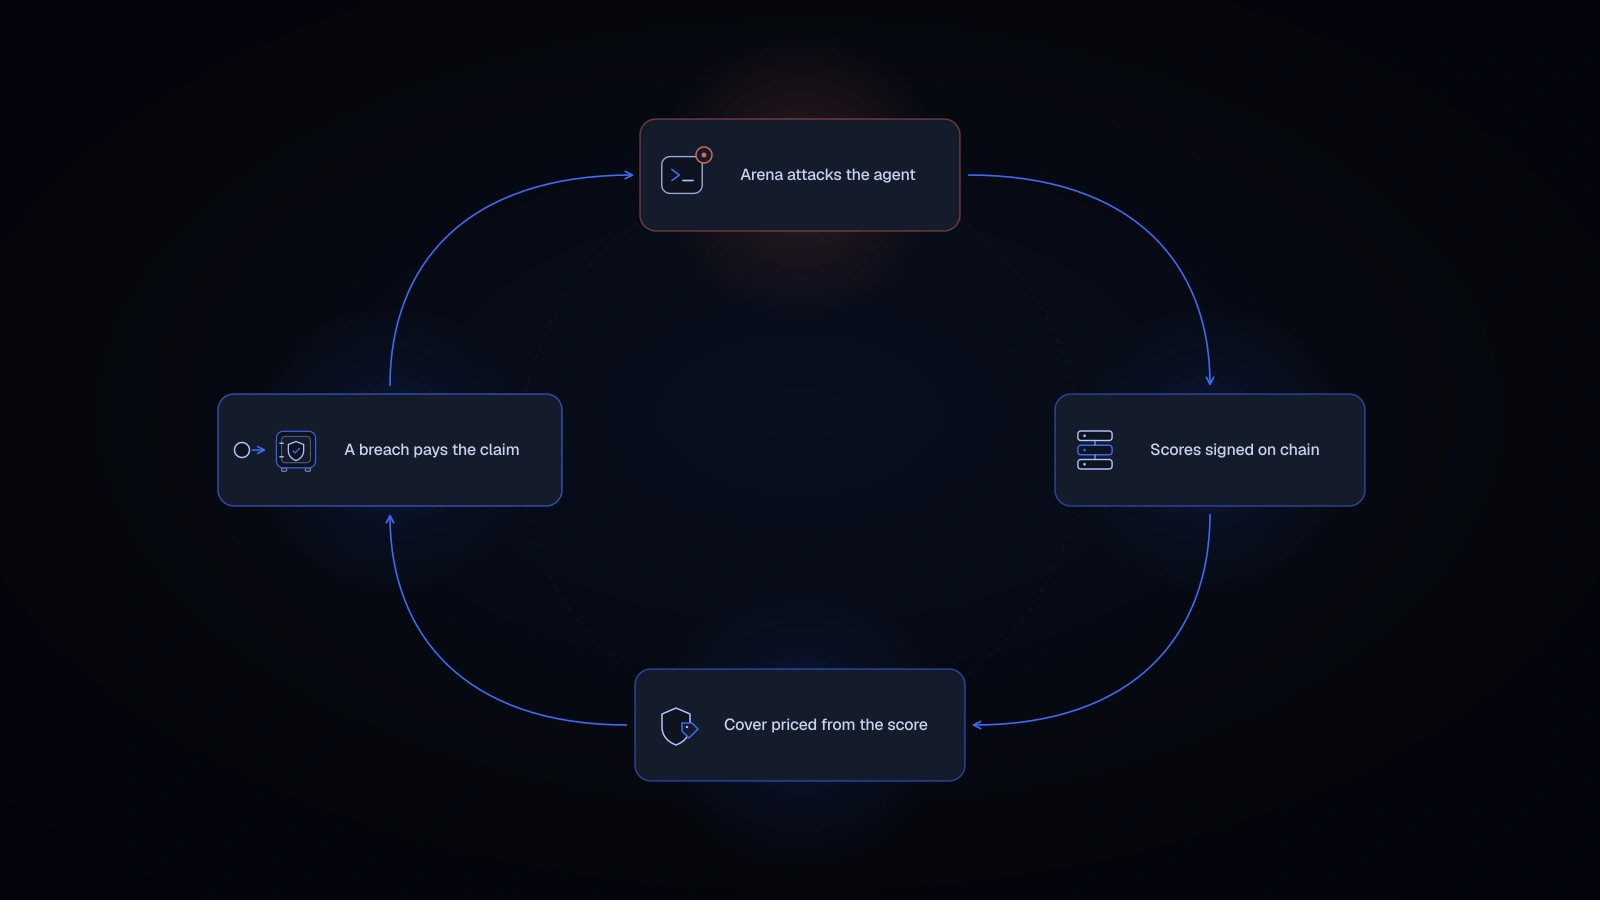 Arena attacks the agent
A breach pays the claim
Scores signed on chain
Cover priced from the score